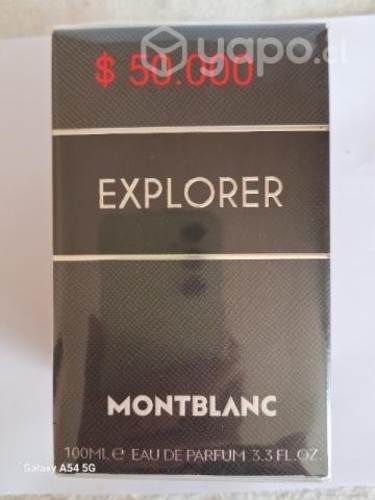 yapo.cl
$ 50.000
EXPLORER
MONTBLANC
100ML ℮ EAU DE PARFUM 3.3 FL.OZ.
Galaxy A54 5G